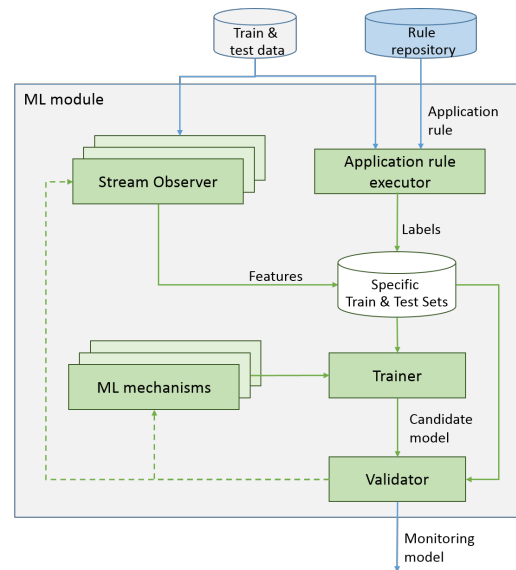 Train &
test data
Rule
repository
ML module
Application
rule
Stream Observer
Application rule
executor
Labels
Features
Specific
Train & Test Sets
ML mechanisms
Trainer
Candidate
model
Validator
Monitoring
model